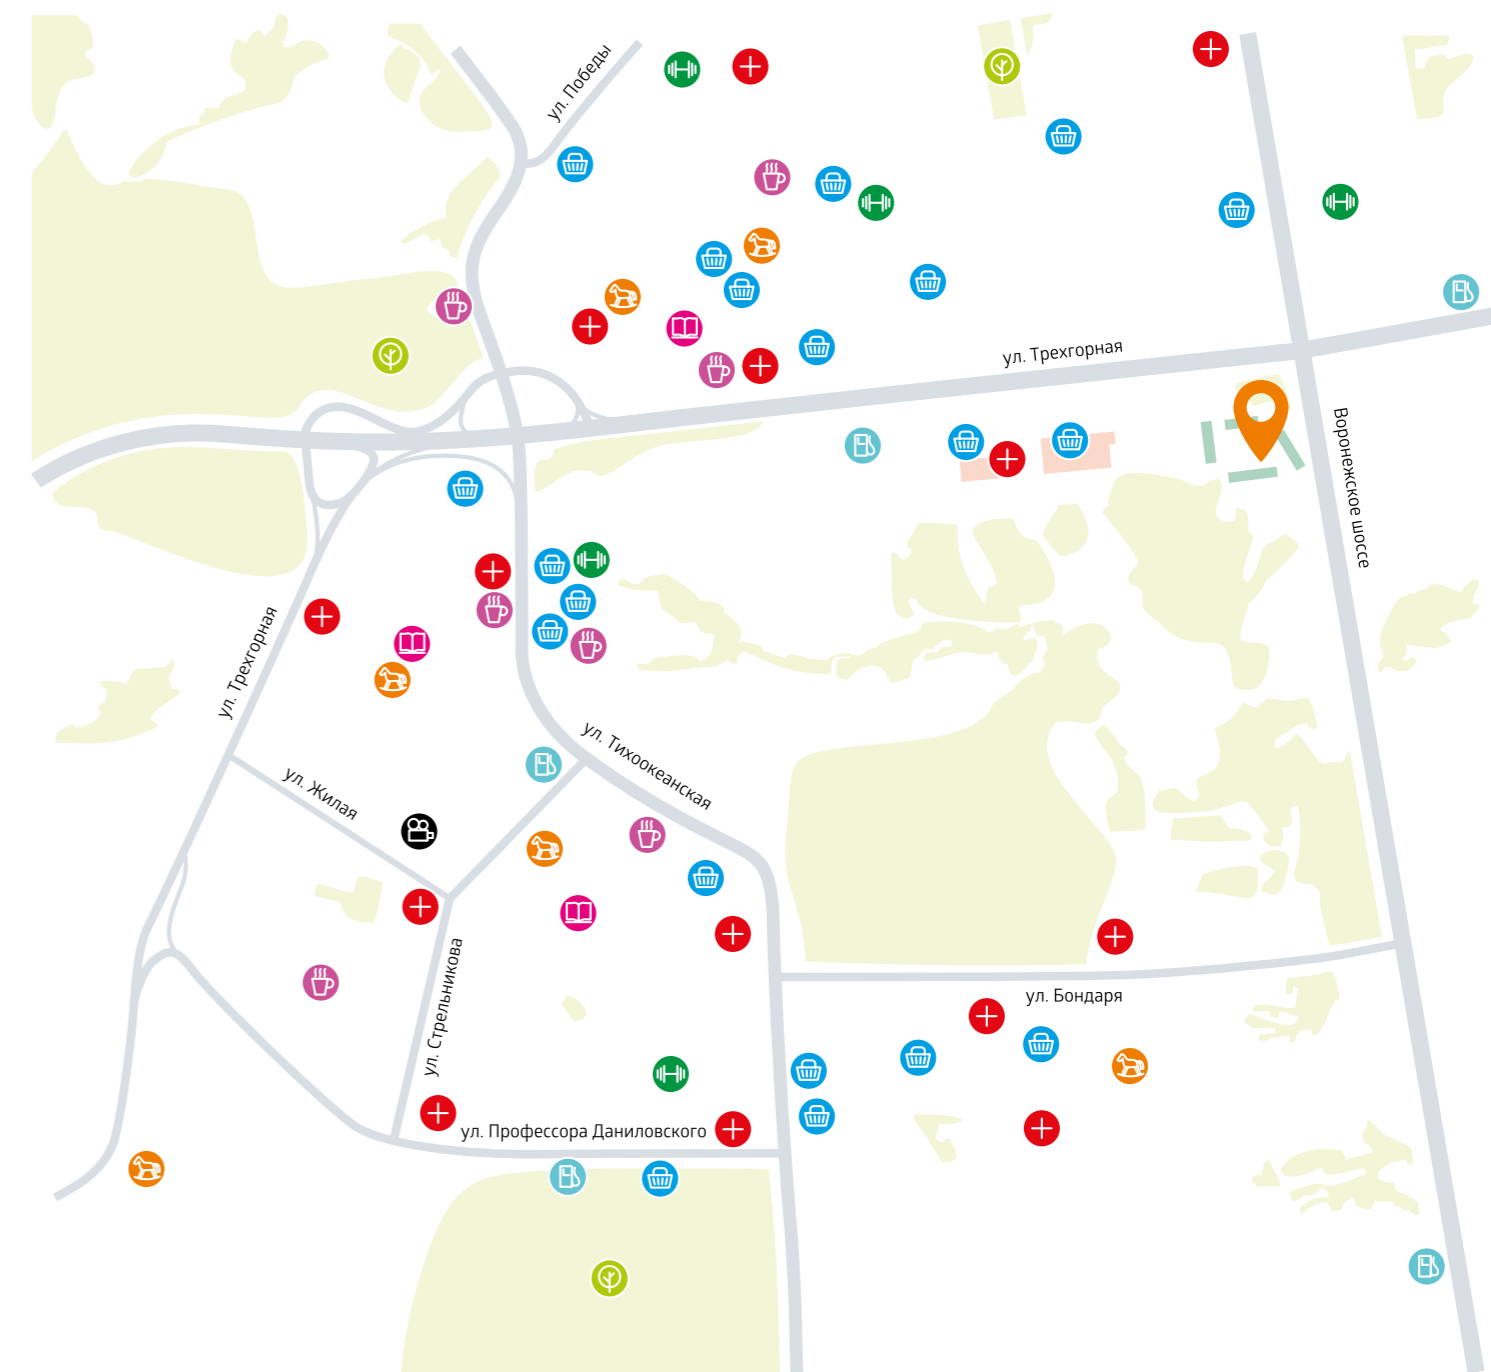 ул. Победы
ул. Трехгорная
Воронежское шоссе
ул. Трехгорная
ул. Тихоокеанская
ул. Жилая
ул. Стрельникова
ул. Бондаря
ул. Профессора Даниловского